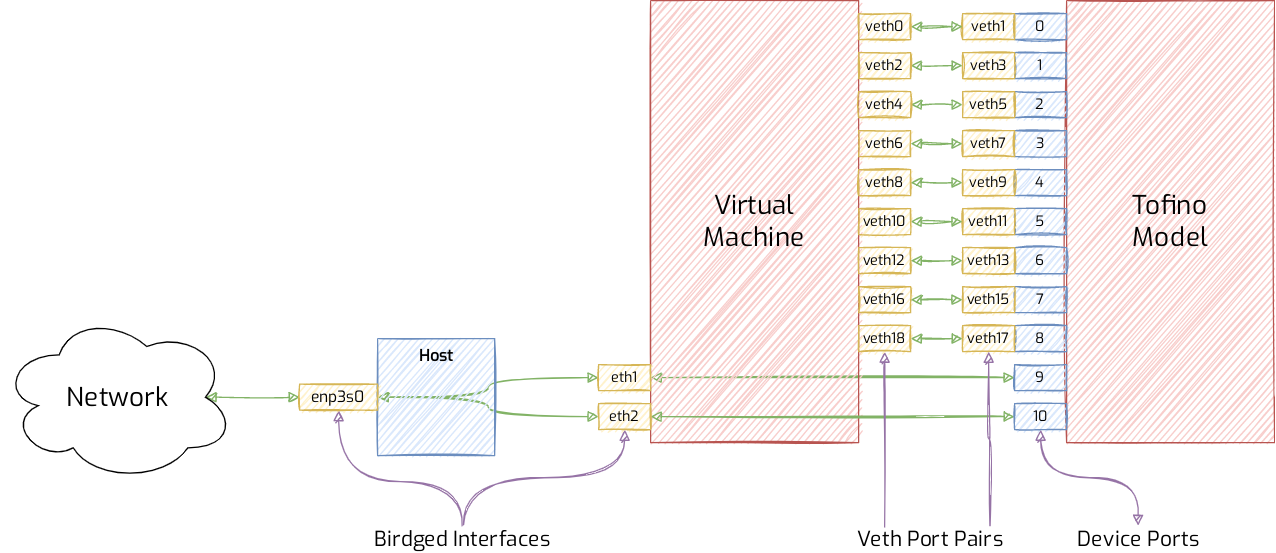 veth0
veth1
0
veth2
veth3
1
veth4
veth5
2
veth6
veth7
3
veth8
veth9
4
veth10
veth11
5
veth12
veth13
6
veth16
veth15
7
veth18
veth17
8
Virtual
Machine
Tofino
Model
Host
eth1
9
eth2
10
Network
enp3s0
Birdged Interfaces
Veth Port Pairs
Device Ports